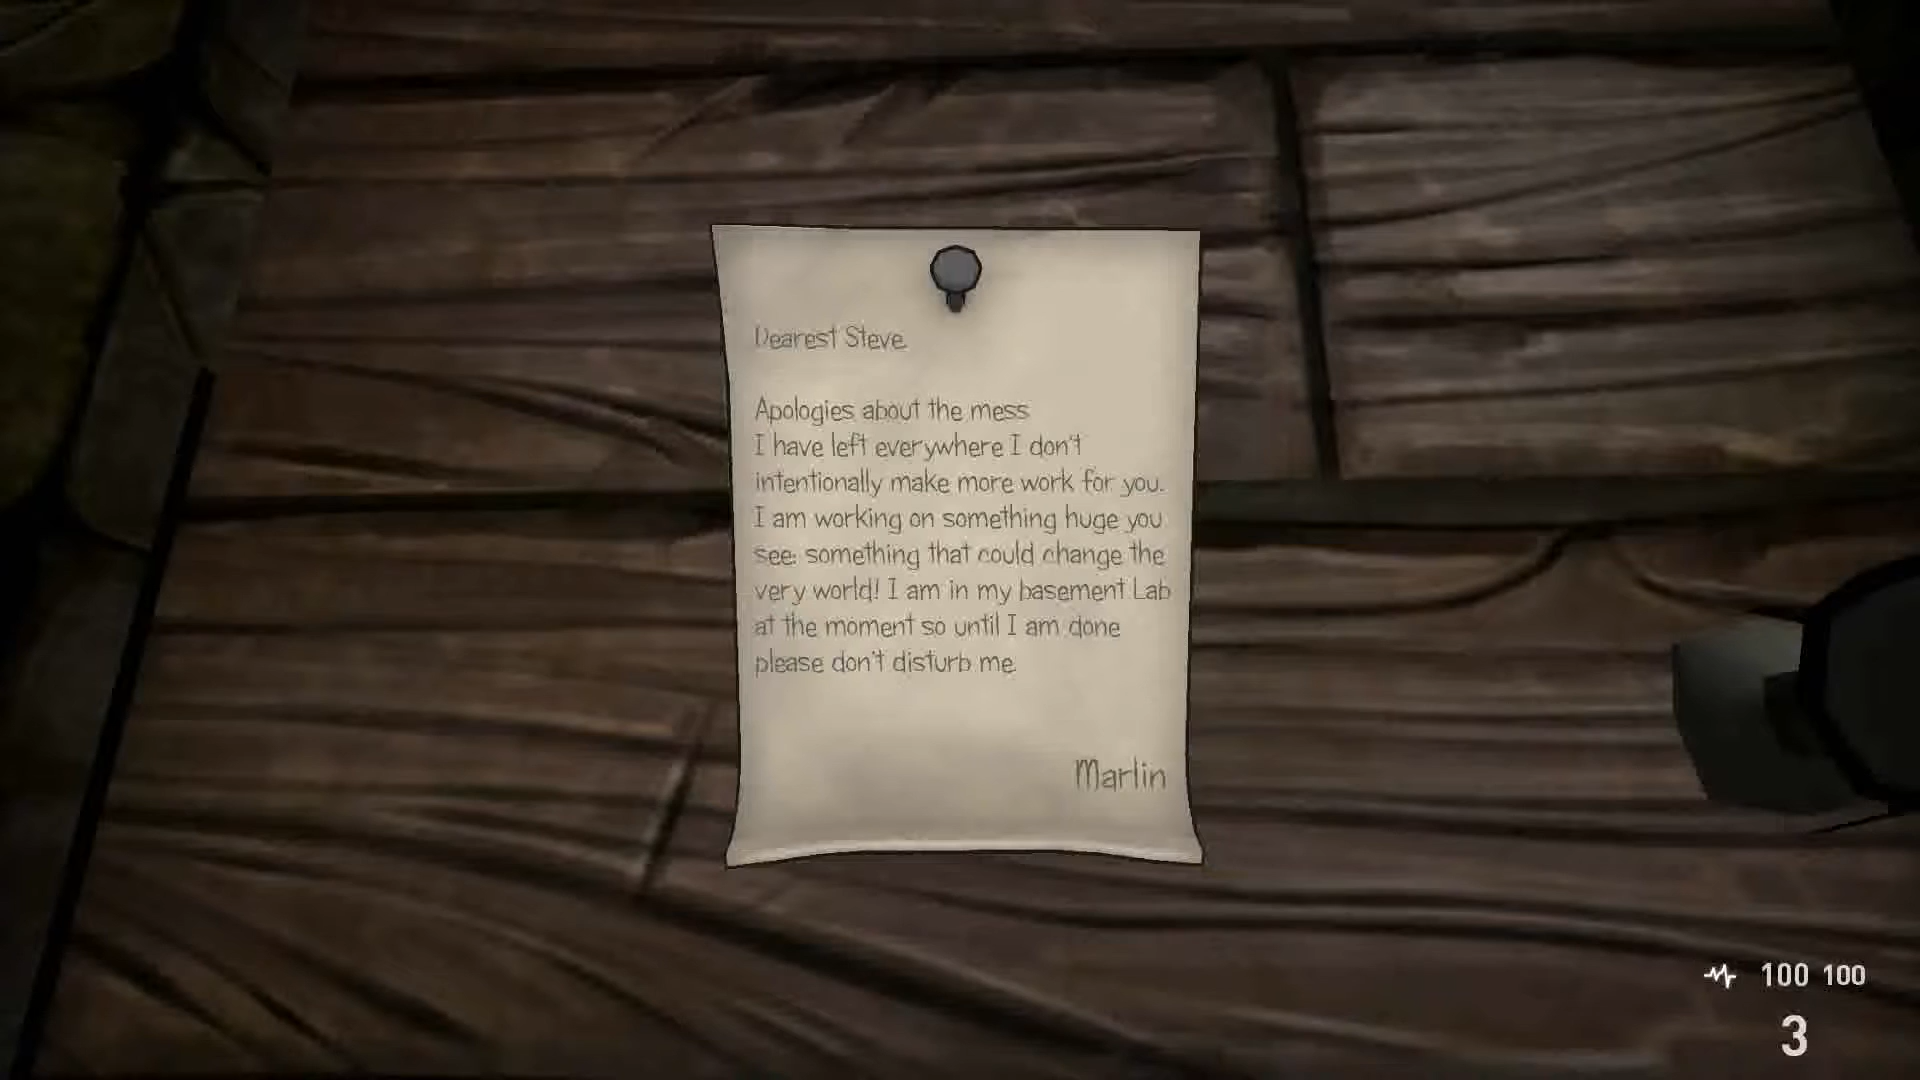 Dearest Steve.
Apologies about the mess
I have left everywhere I don't
intentionally make more work for you.
I am working on something huge you
see: something that could change the
very world! I am in my basement Lab
at the moment so until I am done
please don't disturb me.
Marlin
100 100
3